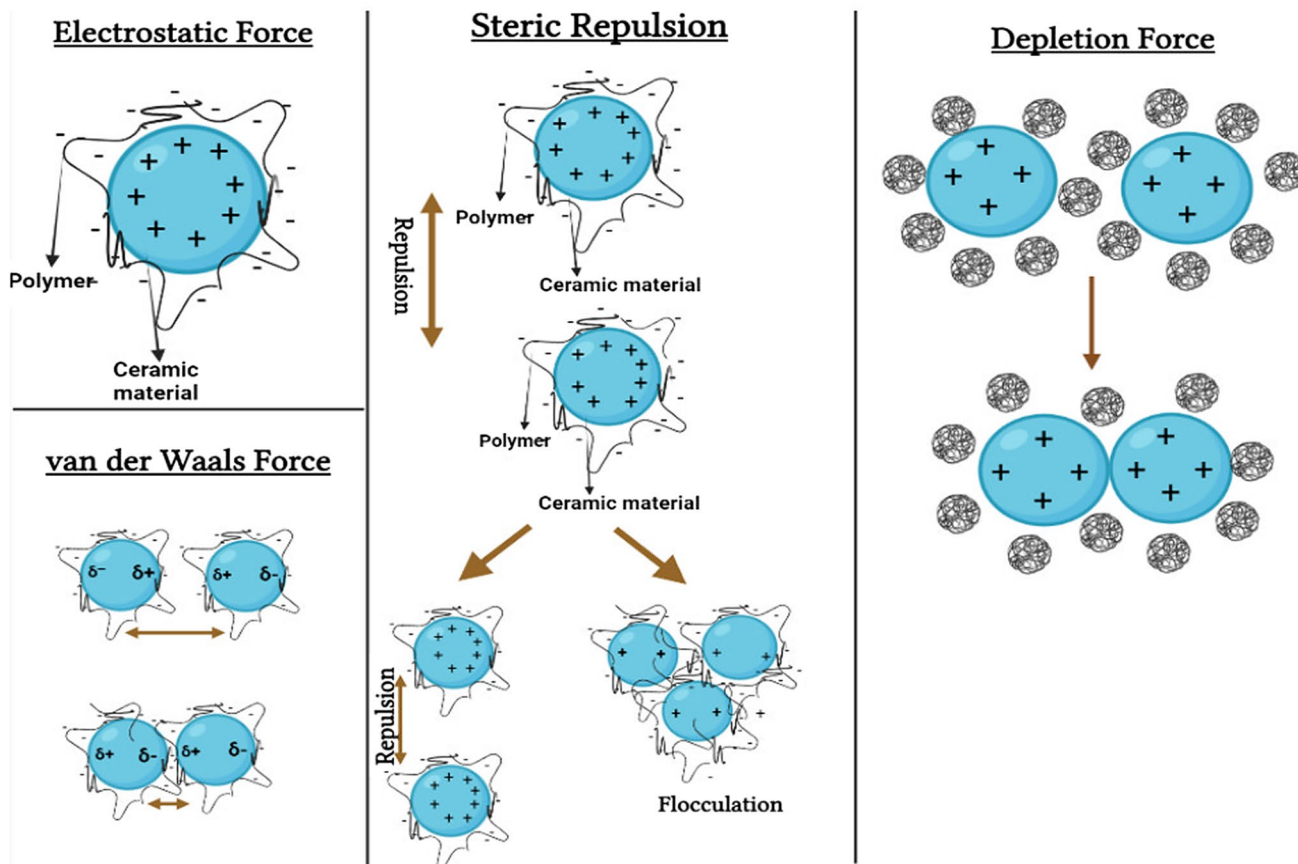 Electrostatic Force
+ + + + + + + +
- - - - - - - - - - - - -
Polymer
Ceramic
material
van der Waals Force
δ- δ+ δ+ δ-
δ+ δ- δ+ δ-
Steric Repulsion
+ + + + + + + +
Polymer
Repulsion
Ceramic material
+ + + + + + + +
Polymer
Ceramic material
+ + + + + + + +
Repulsion
+ + + + + + + +
+ + + +
+ + +
Flocculation
Depletion Force
+ + + + + + + +
+ + + + + + + +